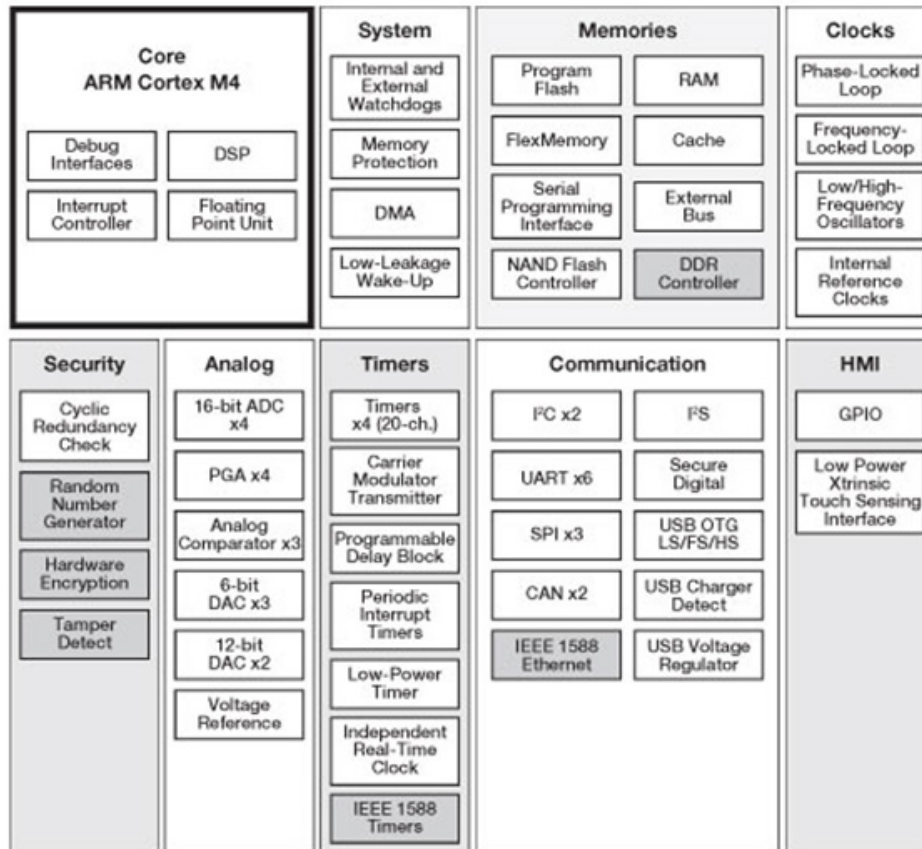 Core
ARM Cortex M4
Debug
Interfaces
DSP
Interrupt
Controller
Floating
Point Unit
System
Internal and
External
Watchdogs
Memory
Protection
DMA
Low-Leakage
Wake-Up
Memories
Program
Flash
RAM
FlexMemory
Cache
Serial
Programming
Interface
External
Bus
NAND Flash
Controller
DDR
Controller
Clocks
Phase-Locked
Loop
Frequency-
Locked Loop
Low/High-
Frequency
Oscillators
Internal
Reference
Clocks
Security
Cyclic
Redundancy
Check
Random
Number
Generator
Hardware
Encryption
Tamper
Detect
Analog
16-bit ADC
x4
PGA x4
Analog
Comparator x3
6-bit
DAC x3
12-bit
DAC x2
Voltage
Reference
Timers
Timers
x4 (20-ch.)
Carrier
Modulator
Transmitter
Programmable
Delay Block
Periodic
Interrupt
Timers
Low-Power
Timer
Independent
Real-Time
Clock
IEEE 1588
Timers
Communication
I²C x2
I²S
UART x6
Secure
Digital
SPI x3
USB OTG
LS/FS/HS
CAN x2
USB Charger
Detect
IEEE 1588
Ethernet
USB Voltage
Regulator
HMI
GPIO
Low Power
Xtrinsic
Touch Sensing
Interface